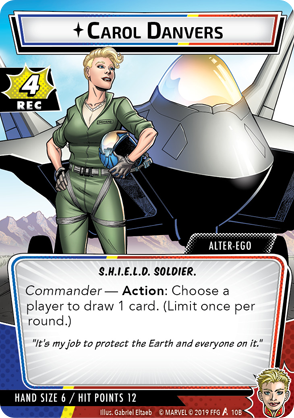 CAROL DANVERS
4
REC
ALTER-EGO
S.H.I.E.L.D. SOLDIER.
Commander — Action: Choose a
player to draw 1 card. (Limit once per
round.)
"It's my job to protect the Earth and everyone on it."
HAND SIZE 6 / HIT POINTS 12
Illus. Gabriel Eltaeb © MARVEL © 2019 FFG 10B